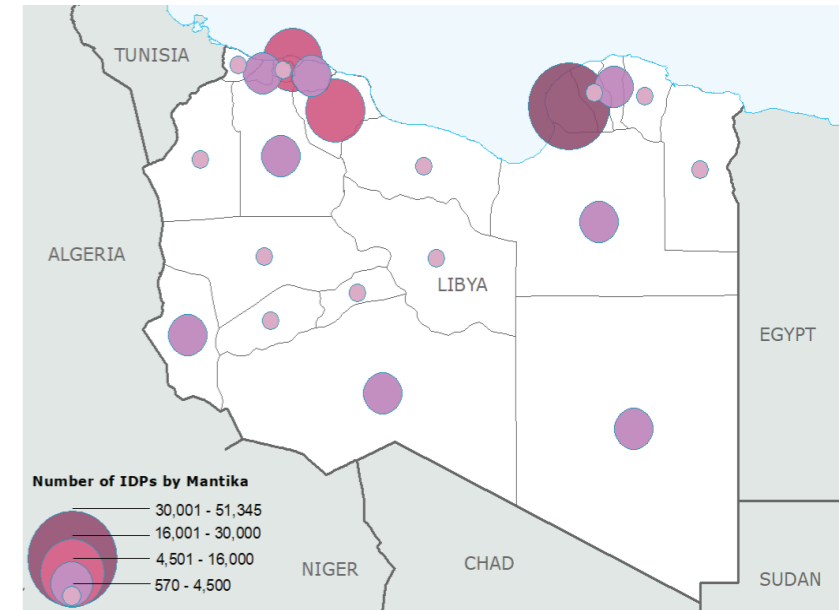 TUNISIA
ALGERIA
LIBYA
EGYPT
Number of IDPs by Mantika
30,001 - 51,345
16,001 - 30,000
4,501 - 16,000
570 - 4,500
NIGER
CHAD
SUDAN